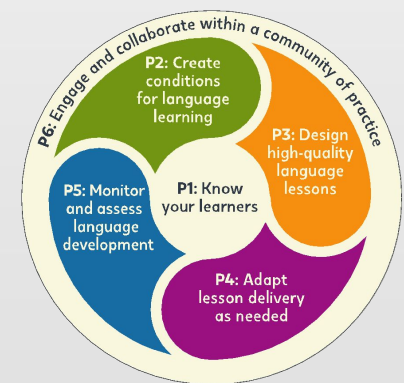 P6: Engage and collaborate within a community of practice
P2: Create
conditions
for language
learning
P3: Design
high-quality
language
lessons
P1: Know
your learners
P5: Monitor
and assess
language
development
P4: Adapt
lesson delivery
as needed